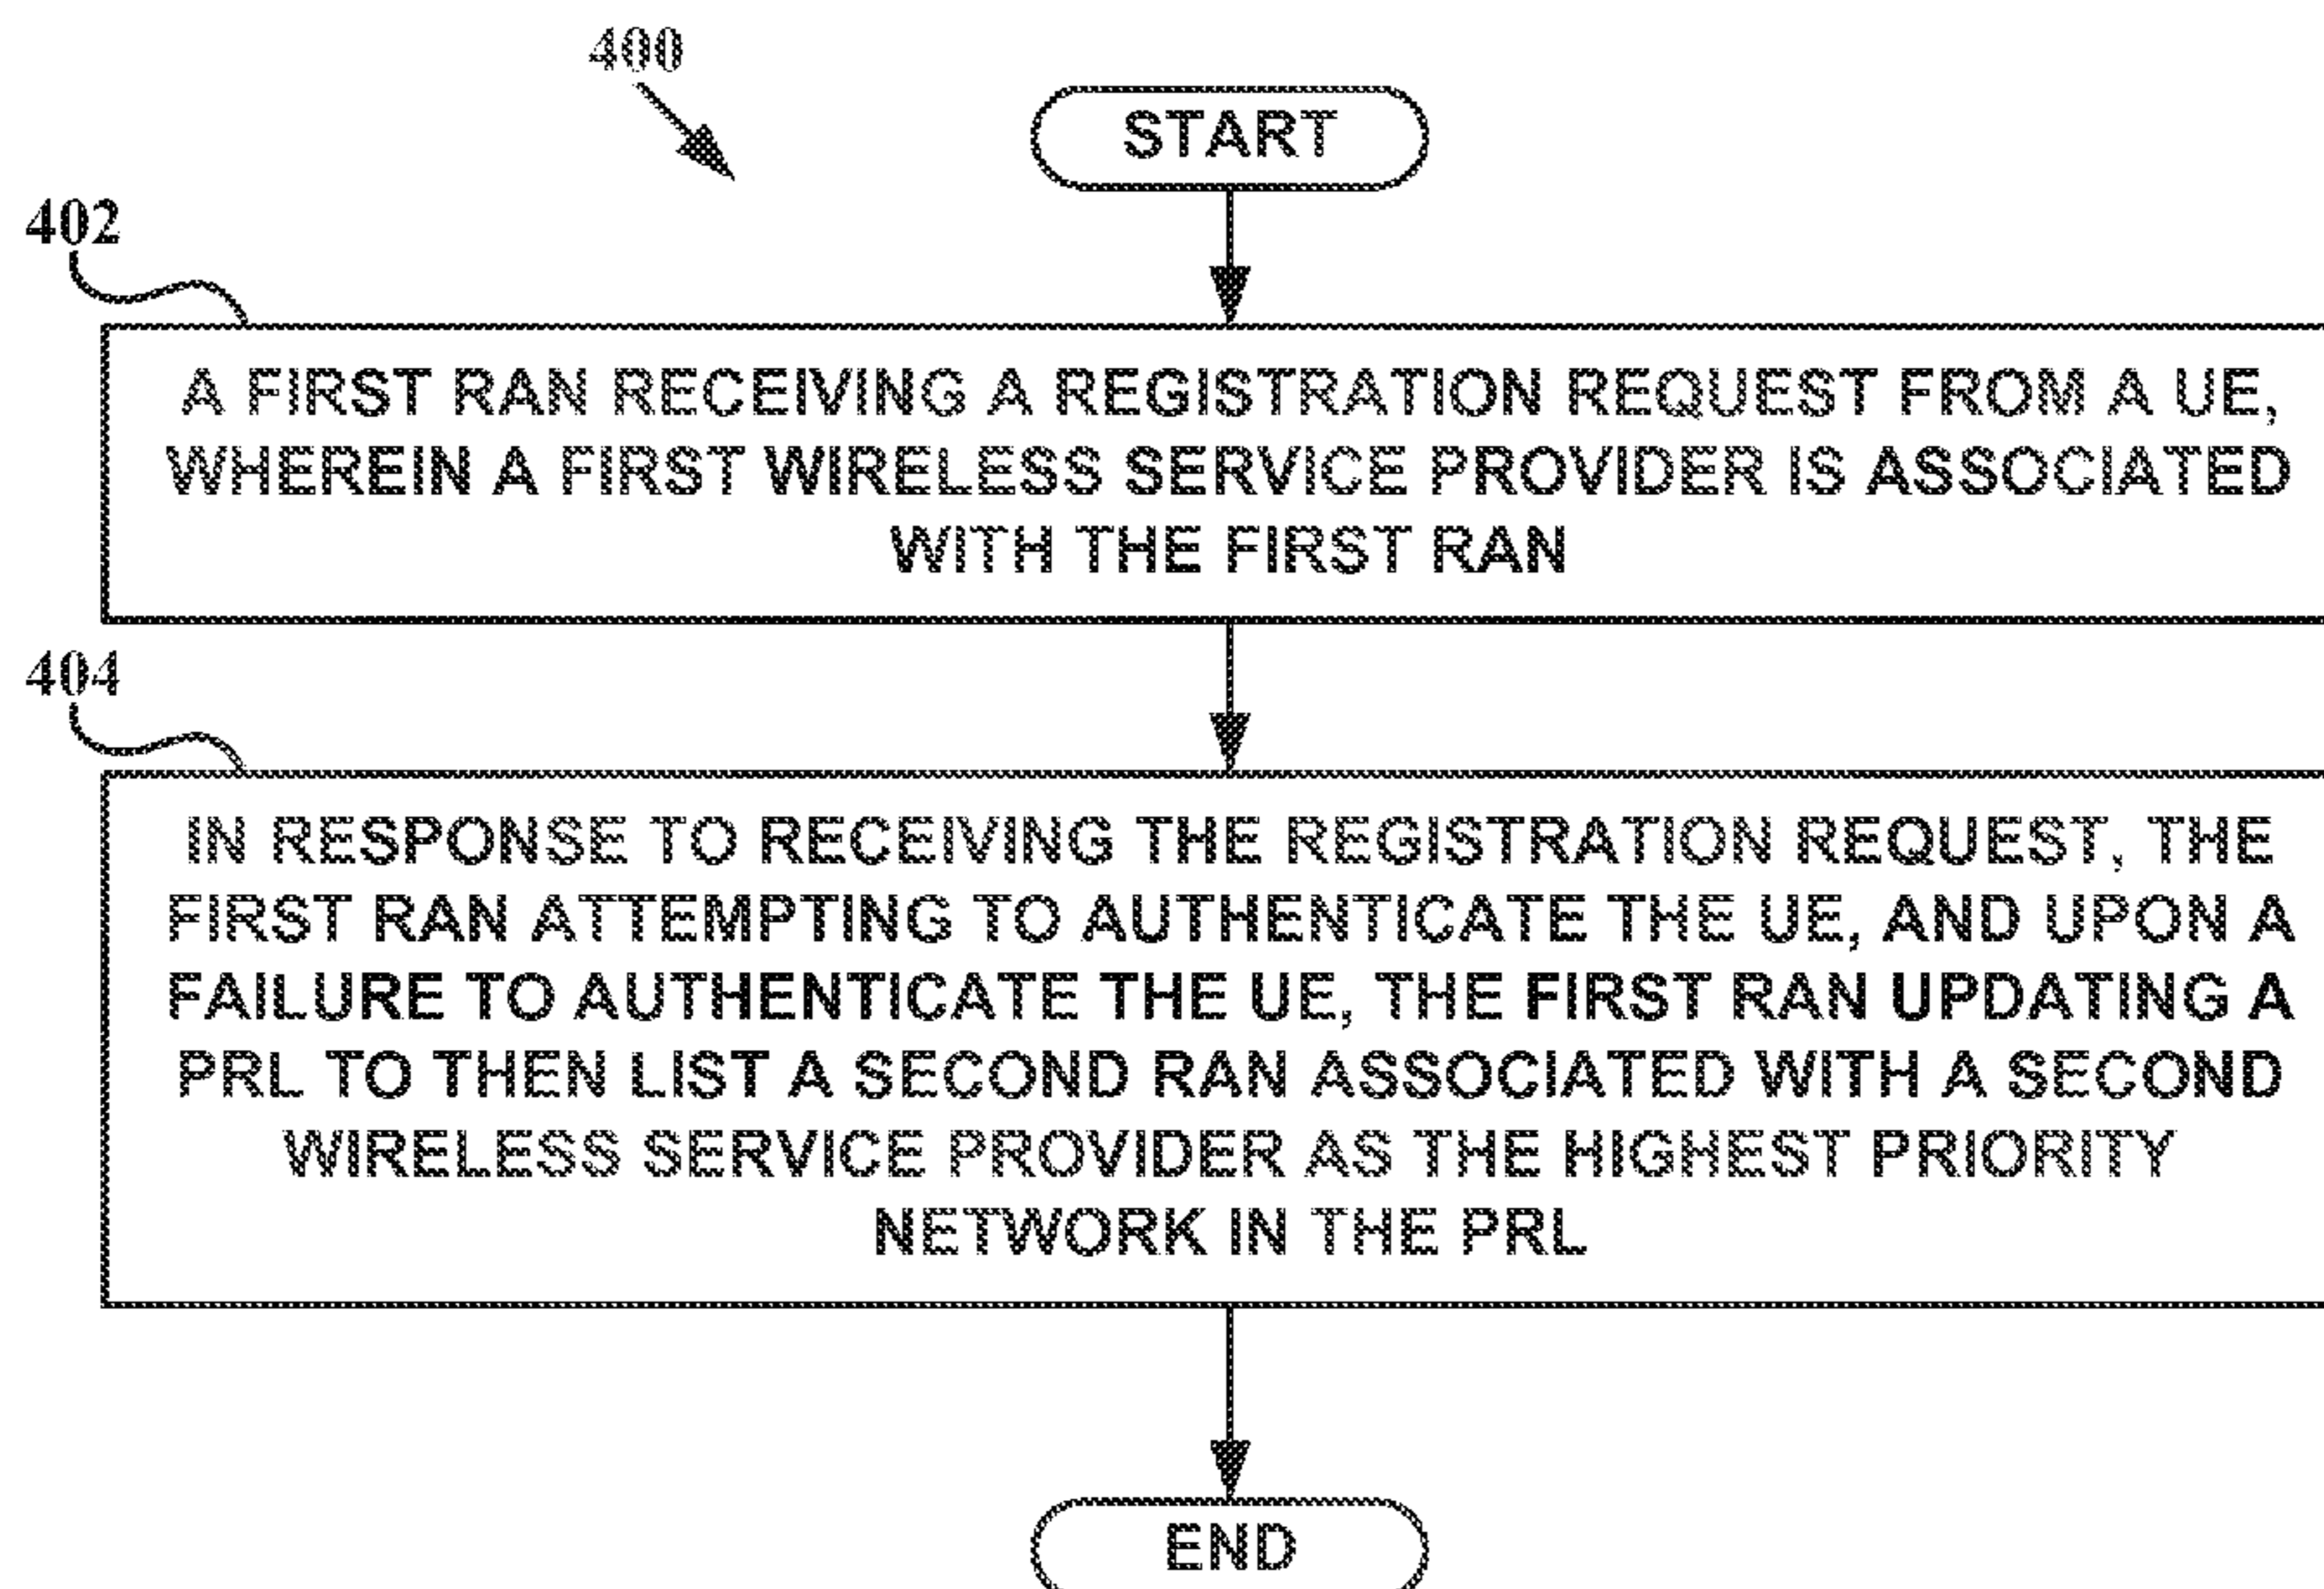 400
START
402
A FIRST RAN RECEIVING A REGISTRATION REQUEST FROM A UE,
WHEREIN A FIRST WIRELESS SERVICE PROVIDER IS ASSOCIATED
WITH THE FIRST RAN
404
IN RESPONSE TO RECEIVING THE REGISTRATION REQUEST, THE
FIRST RAN ATTEMPTING TO AUTHENTICATE THE UE, AND UPON A
FAILURE TO AUTHENTICATE THE UE, THE FIRST RAN UPDATING A
PRL TO THEN LIST A SECOND RAN ASSOCIATED WITH A SECOND
WIRELESS SERVICE PROVIDER AS THE HIGHEST PRIORITY
NETWORK IN THE PRL
END